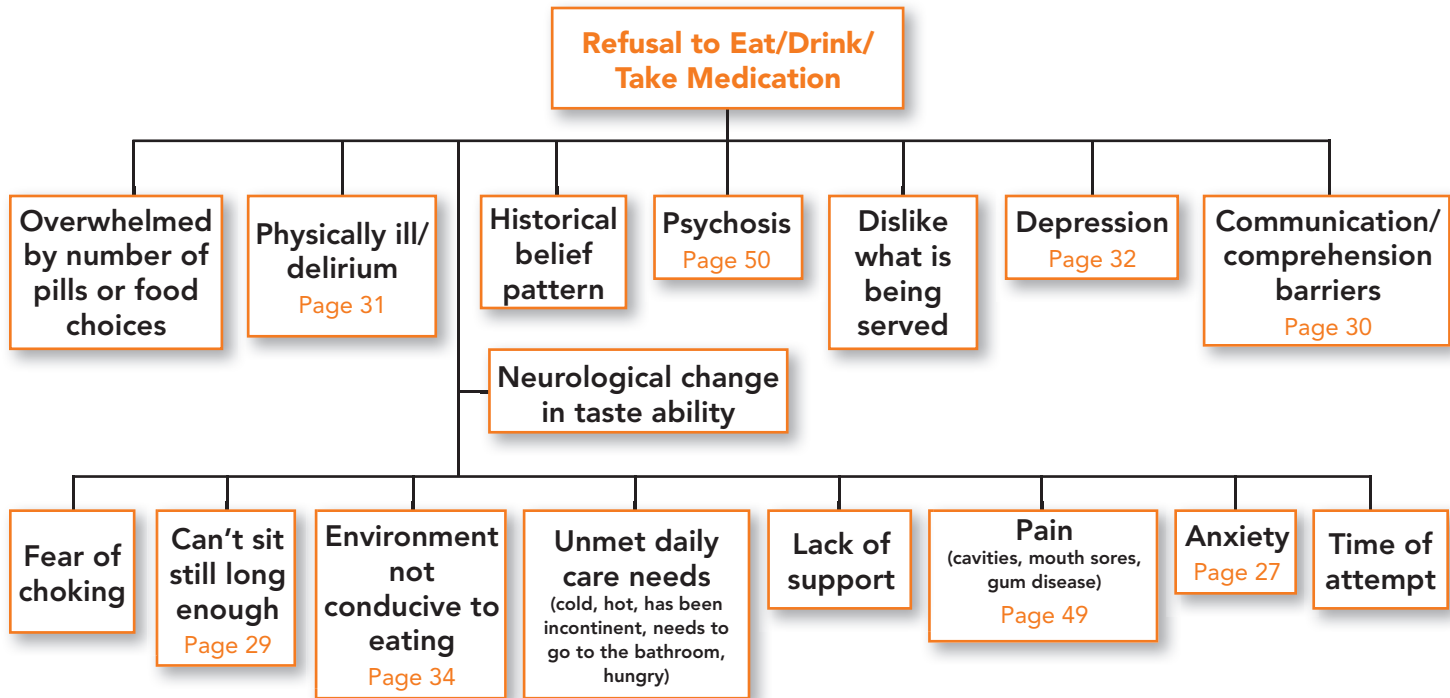 Refusal to Eat/Drink/
Take Medication
Overwhelmed
by number of
pills or food
choices
Physically ill/
delirium
Page 31
Historical
belief
pattern
Psychosis
Page 50
Dislike
what is
being
served
Depression
Page 32
Communication/
comprehension
barriers
Page 30
Neurological change
in taste ability
Fear of
choking
Can’t sit
still long
enough
Page 29
Environment
not
conducive to
eating
Page 34
Unmet daily
care needs
(cold, hot, has been
incontinent, needs to
go to the bathroom,
hungry)
Lack of
support
Pain
(cavities, mouth sores,
gum disease)
Page 49
Anxiety
Page 27
Time of
attempt